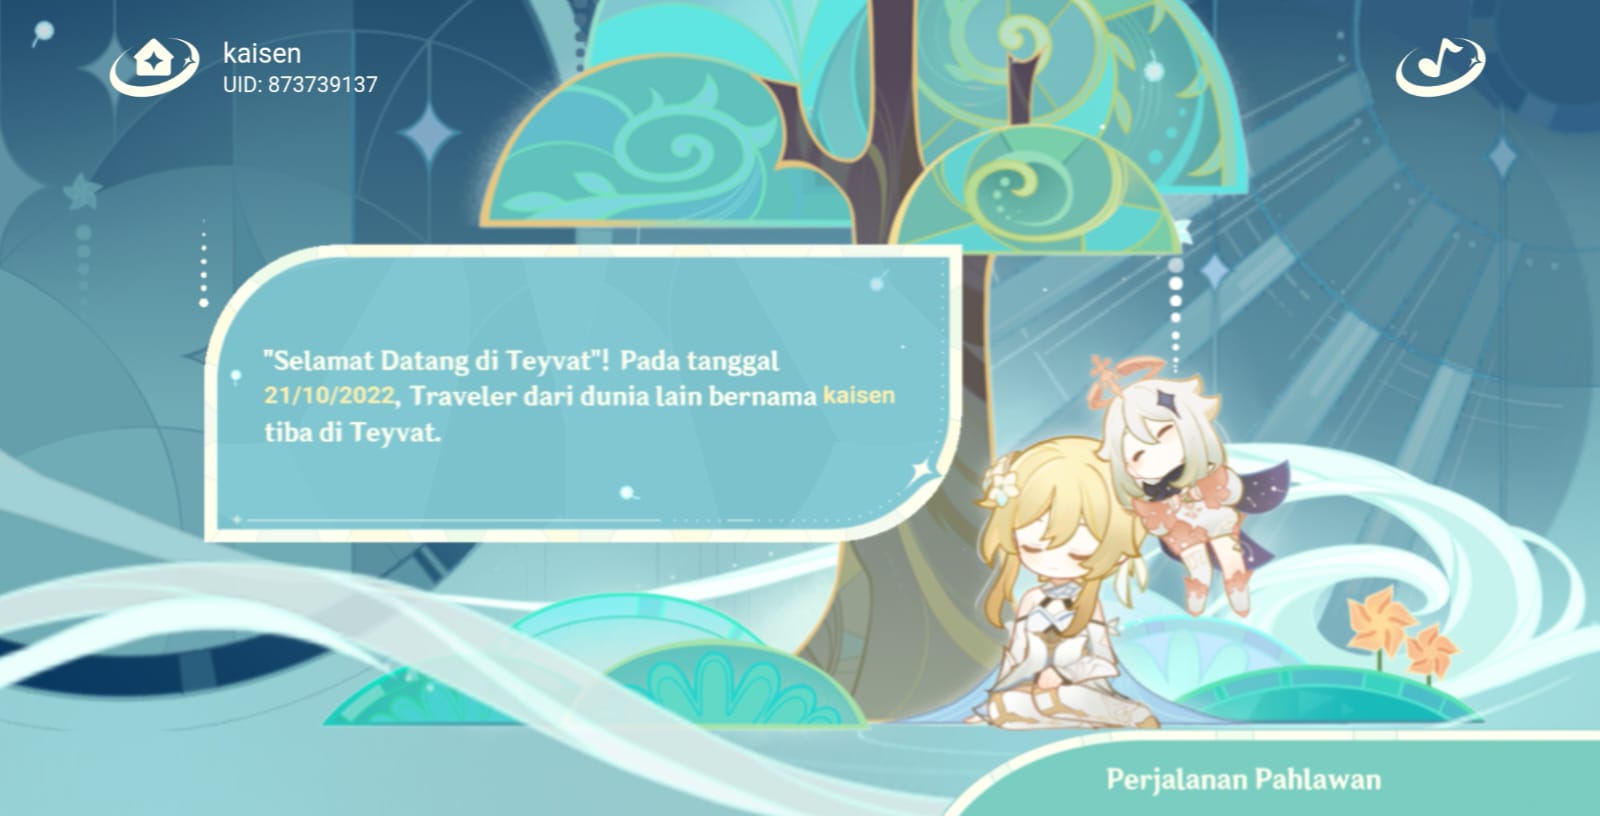 kaisen
UID: 873739137
"Selamat Datang di Teyvat"! Pada tanggal
21/10/2022, Traveler dari dunia lain bernama kaisen
tiba di Teyvat.
Perjalanan Pahlawan